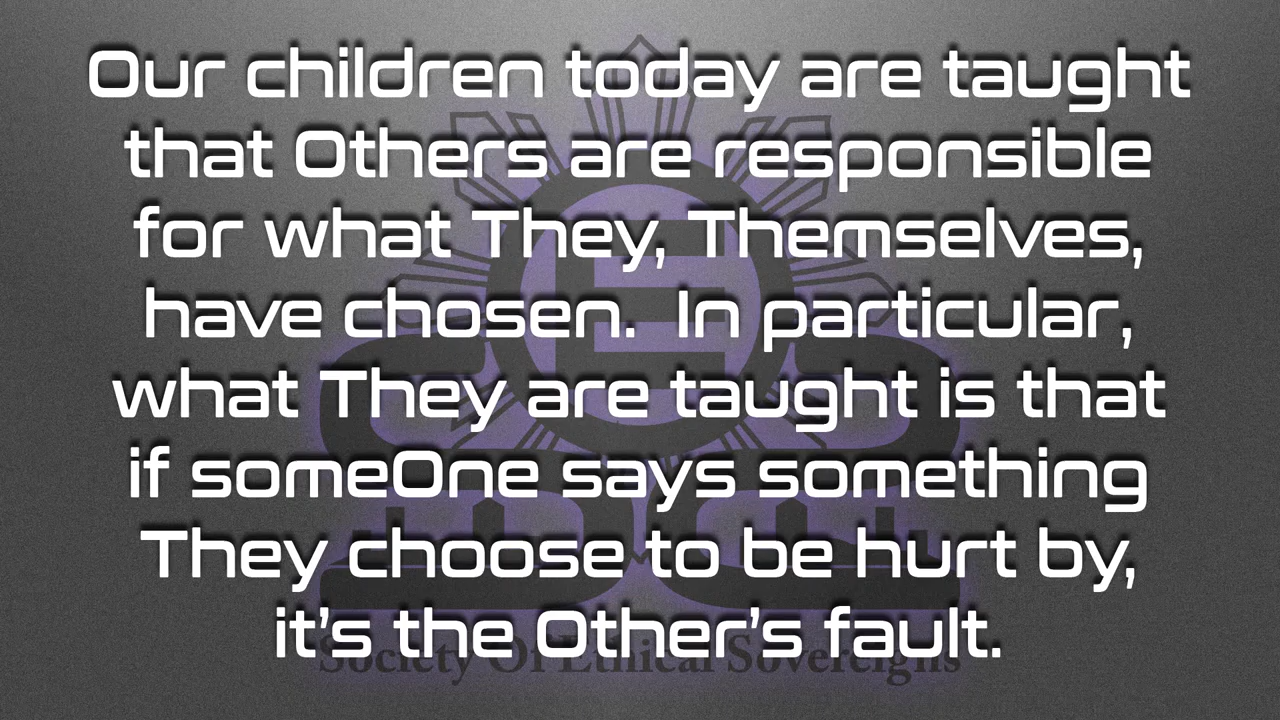 Our children today are taught
that Others are responsible
for what They, Themselves,
have chosen.  In particular,
what They are taught is that
if someOne says something
They choose to be hurt by,
it’s the Other’s fault.
Society Of Ethical Sovereigns